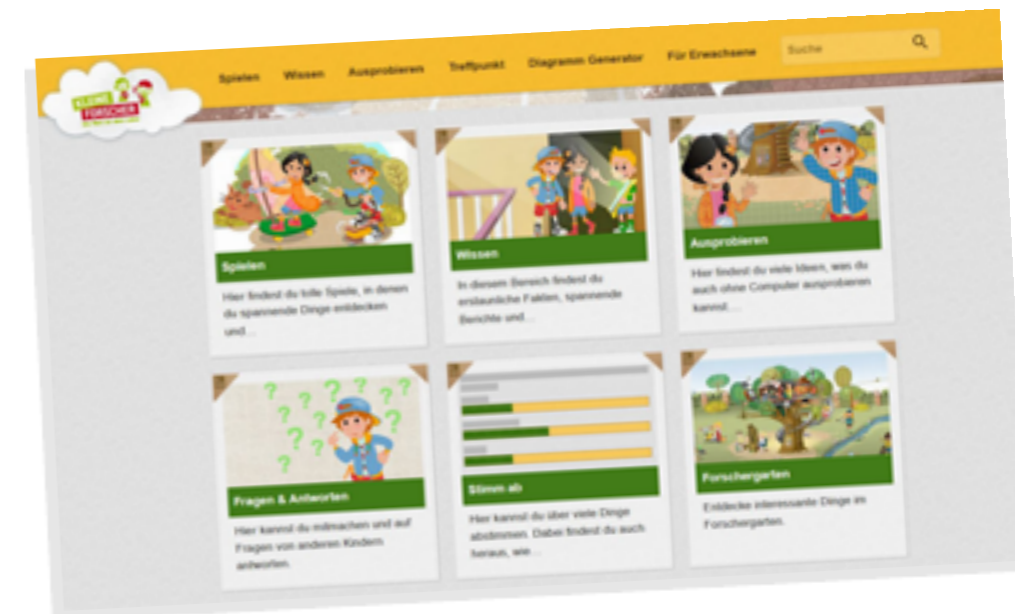 KLEINE
FORSCHER
Spielen Wissen Ausprobieren Treffpunkt Diagramm Generator Für Erwachsene Suche
Spielen
Hier findest du tolle Spiele, in denen
du spannende Dinge entdecken
und...
Wissen
In diesem Bereich findest du
erstaunliche Fakten, spannende
Berichte und...
Ausprobieren
Hier findest du viele Ideen, was du
auch ohne Computer ausprobieren
kannst....
? ? ? ? ? ? ? ? ? ? ?
Fragen & Antworten
Hier kannst du mitmachen und auf
Fragen von anderen Kindern
antworten.
Stimm ab
Hier kannst du über viele Dinge
abstimmen. Dabei findest du auch
heraus, wie...
Forschergarten
Entdecke interessante Dinge im
Forschergarten.